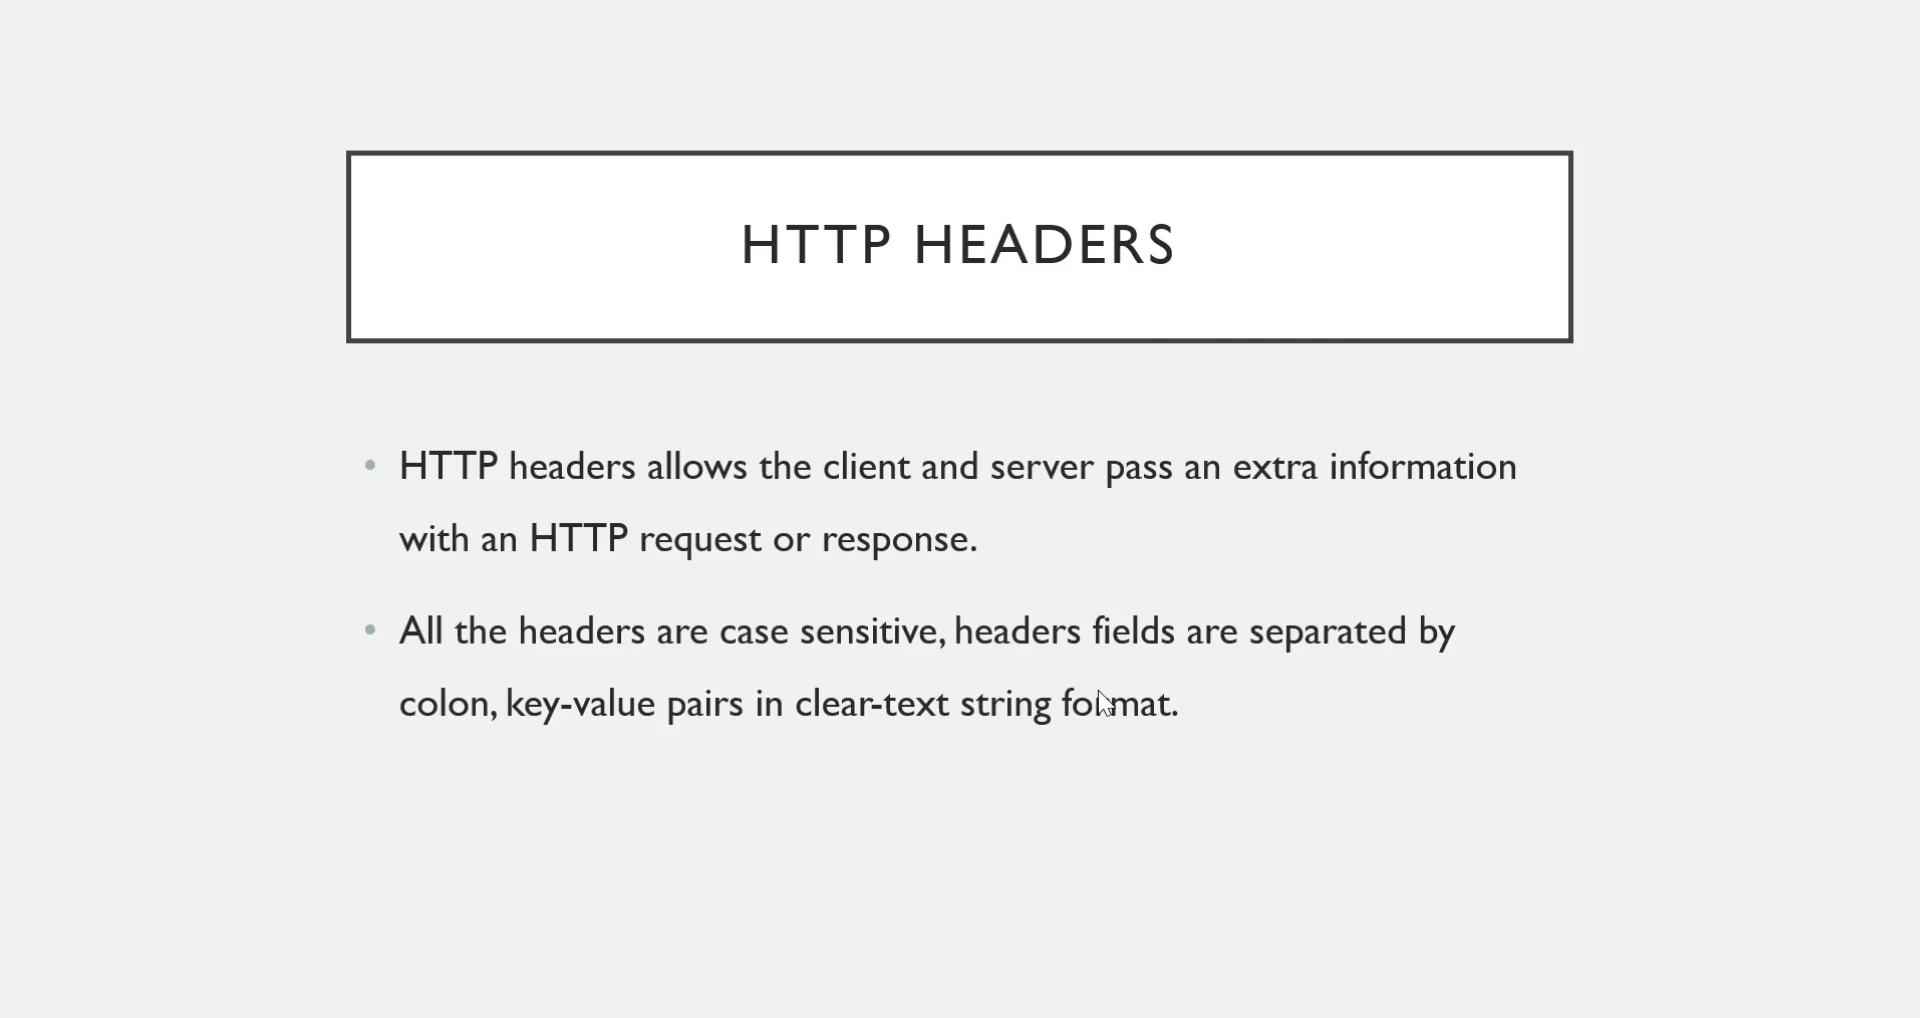 HTTP HEADERS
• HTTP headers allows the client and server pass an extra information
with an HTTP request or response.
• All the headers are case sensitive, headers fields are separated by
colon, key-value pairs in clear-text string format.